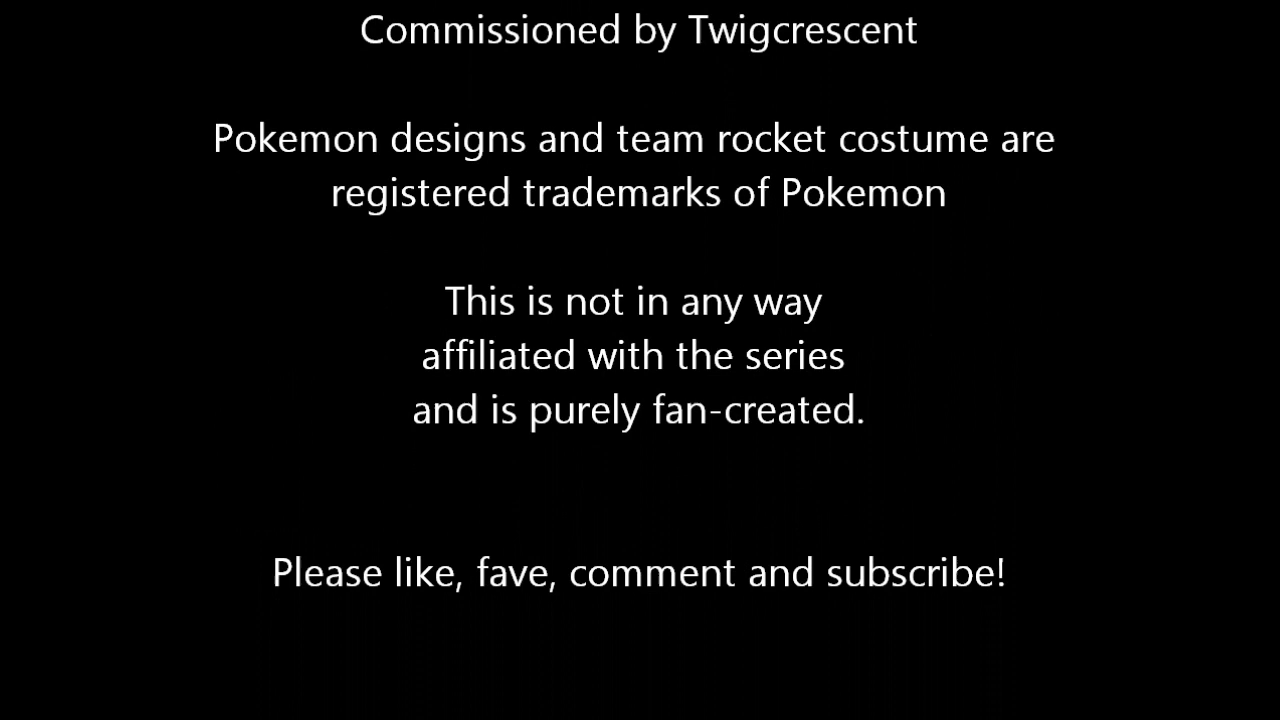 Commissioned by Twigcrescent
Pokemon designs and team rocket costume are
registered trademarks of Pokemon
This is not in any way
affiliated with the series
and is purely fan-created.
Please like, fave, comment and subscribe!